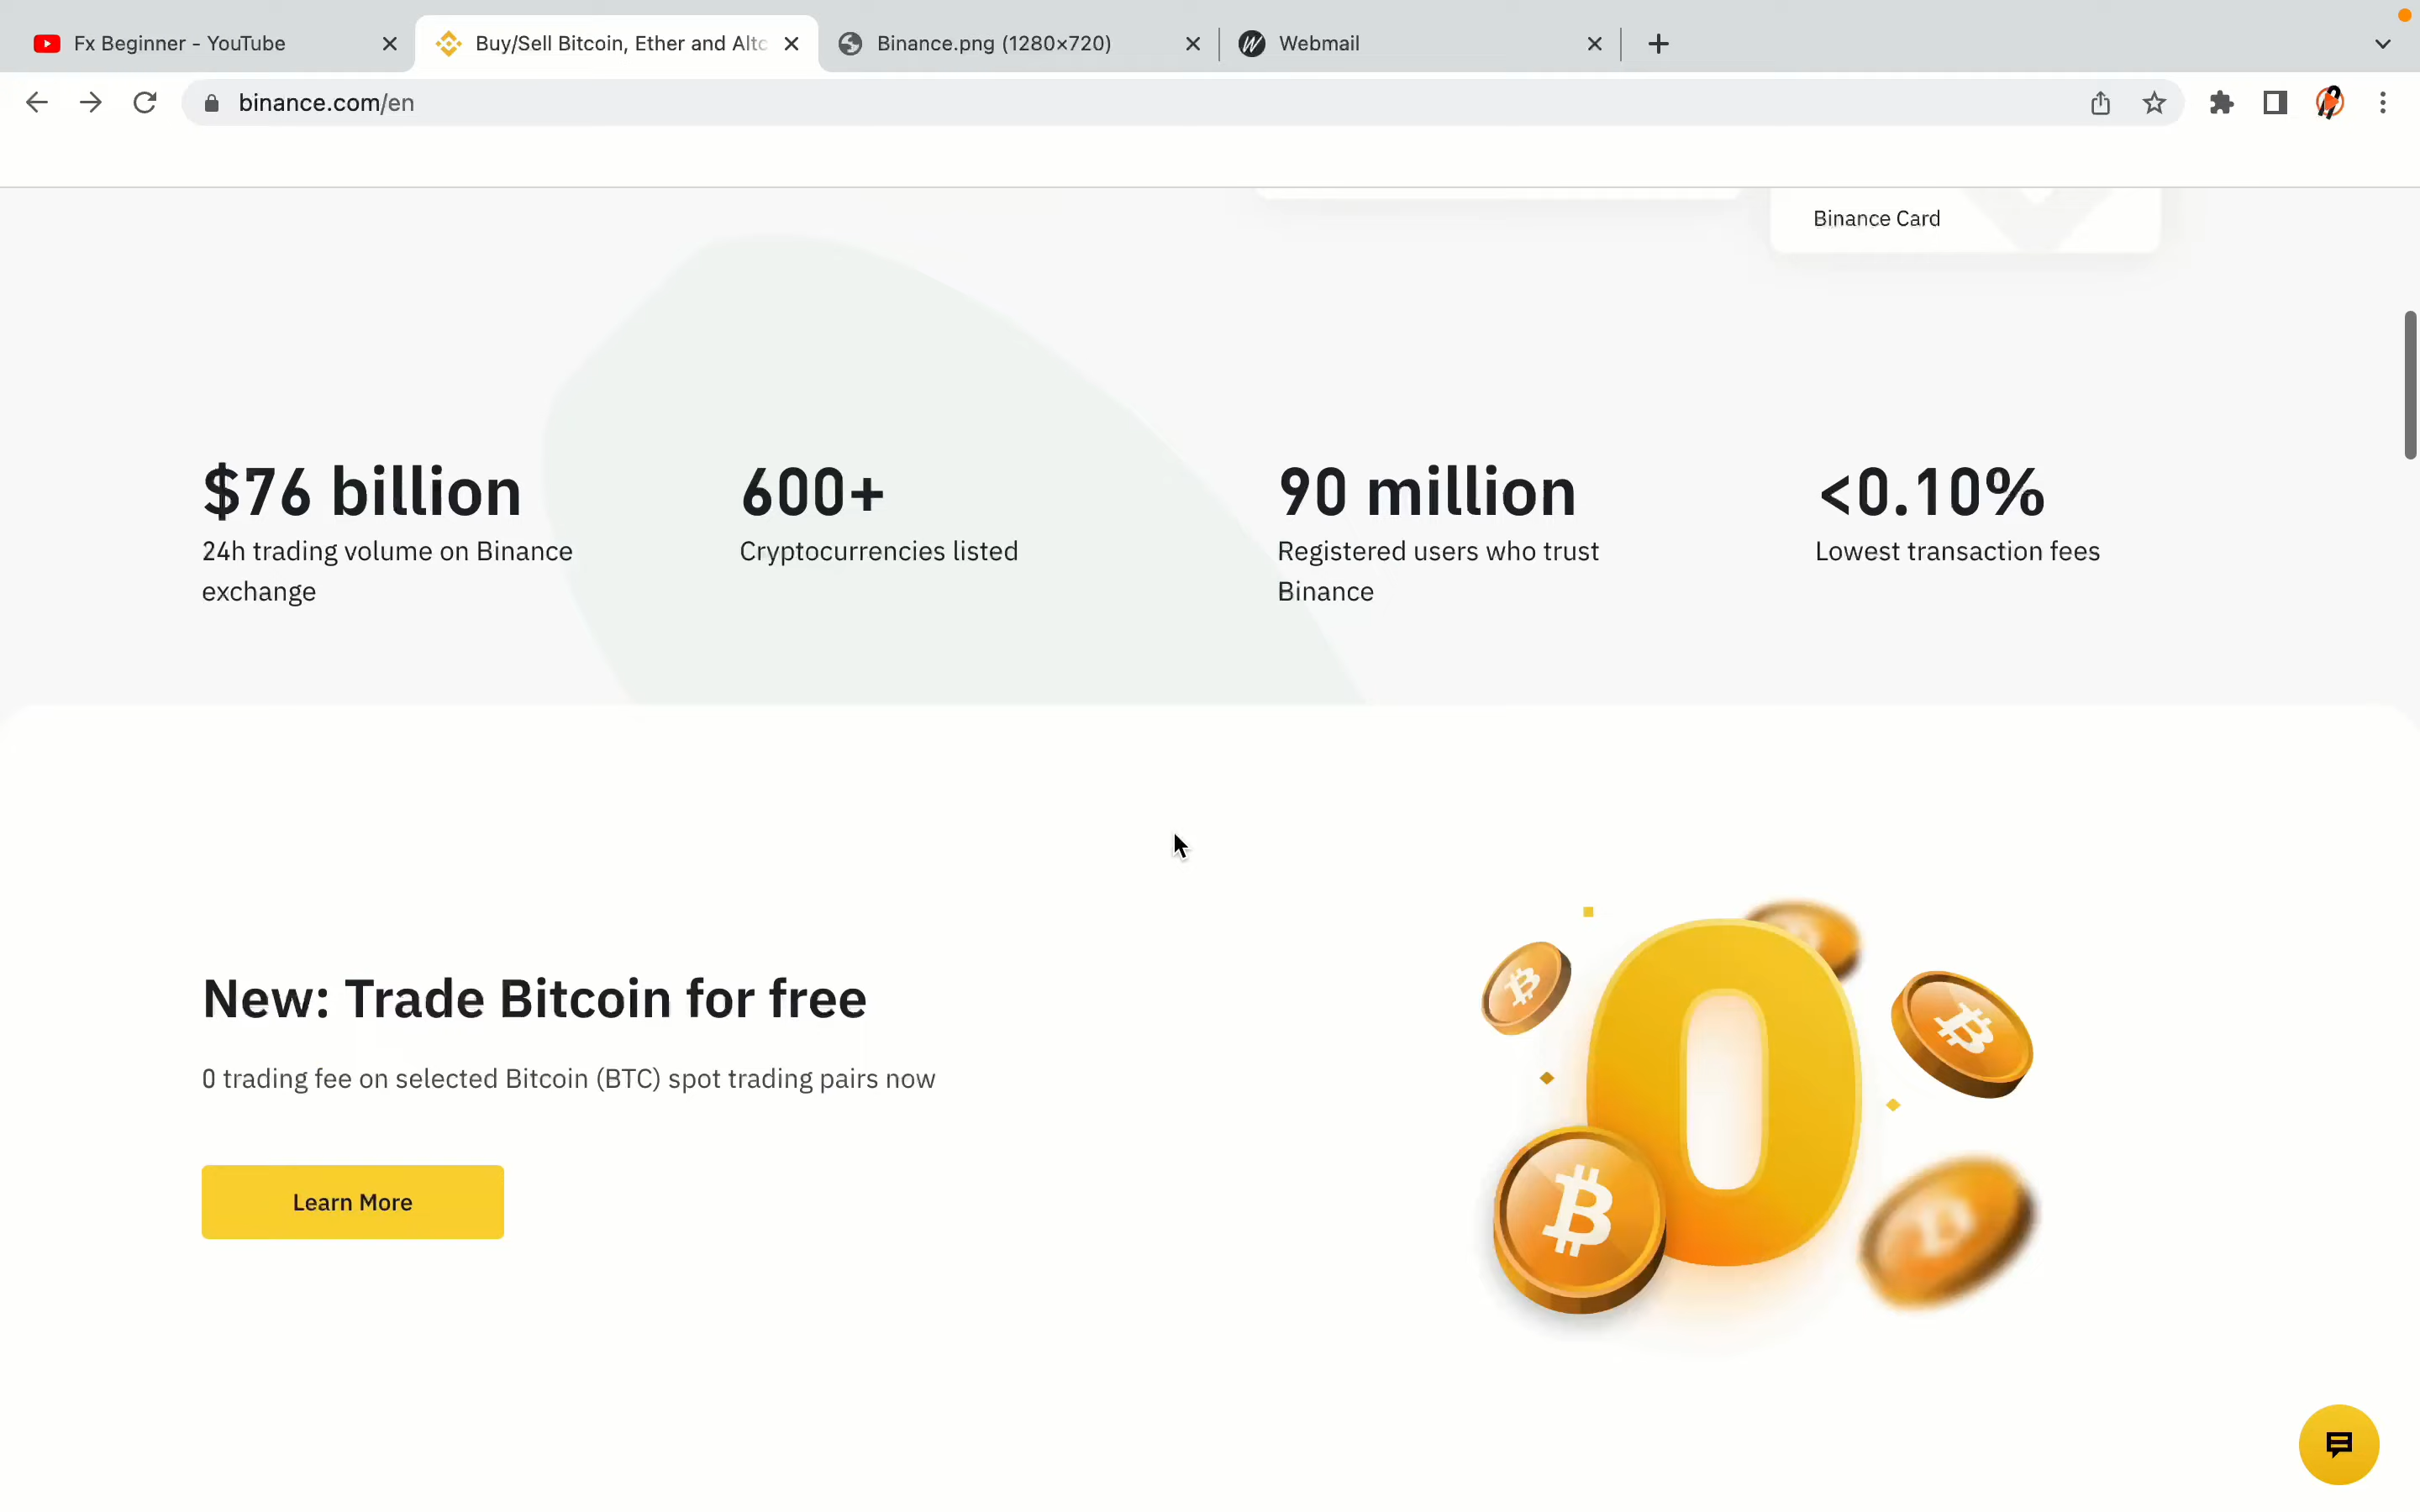 Fx Beginner - YouTube
Buy/Sell Bitcoin, Ether and Altc
Binance.png (1280×720)
Webmail
binance.com/en
Binance Card
$76 billion
24h trading volume on Binance
exchange
600+
Cryptocurrencies listed
90 million
Registered users who trust
Binance
<0.10%
Lowest transaction fees
New: Trade Bitcoin for free
0 trading fee on selected Bitcoin (BTC) spot trading pairs now
Learn More
0